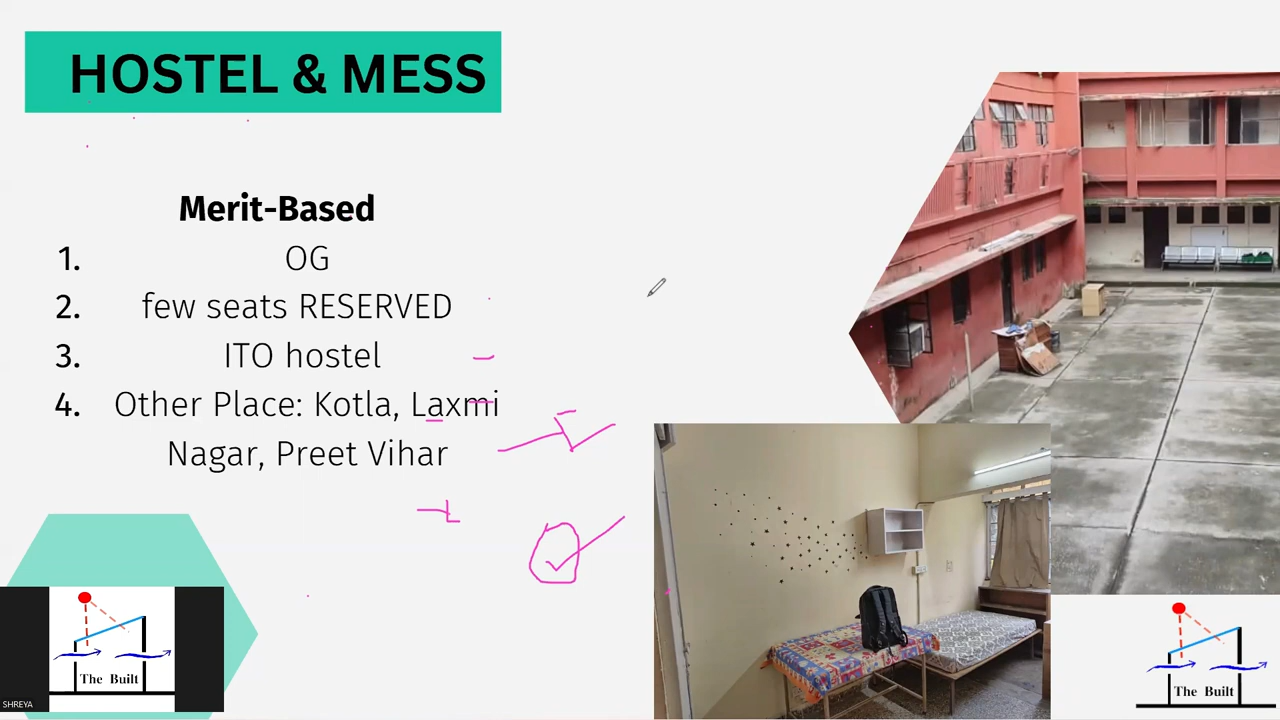 HOSTEL & MESS
Merit-Based
1. OG
2. few seats RESERVED
3. ITO hostel
4. Other Place: Kotla, Laxmi
Nagar, Preet Vihar
The Built
SHREYA
The Built